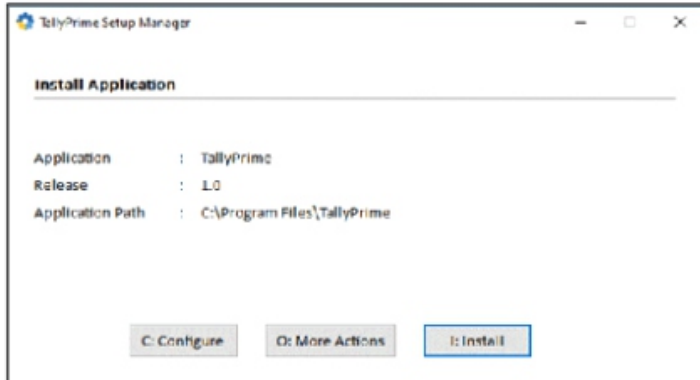 TallyPrime Setup Manager
Install Application
Application : TallyPrime
Release : 1.0
Application Path : C:\Program Files\TallyPrime
C: Configure O: More Actions I: Install